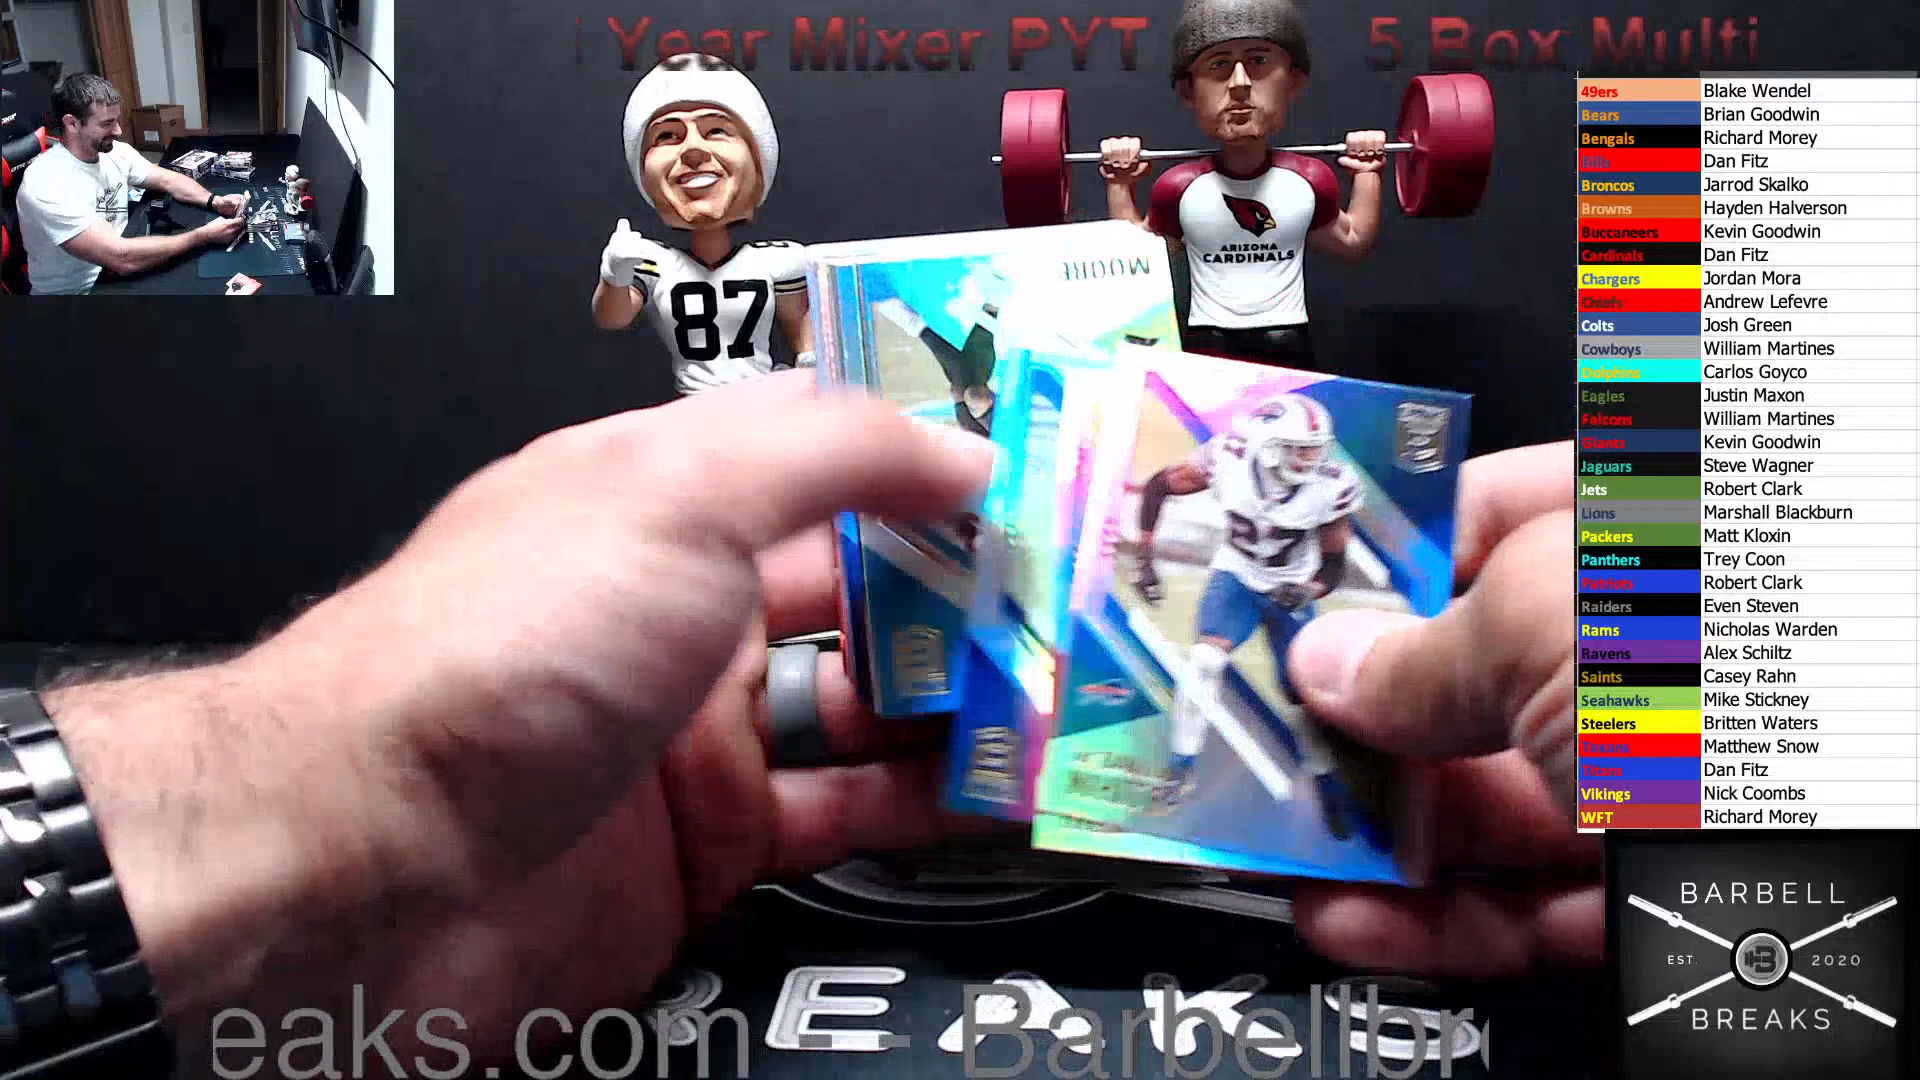 Year Mixer PYT 5 Box Multi
49ers Blake Wendel
Bears Brian Goodwin
Bengals Richard Morey
Bills Dan Fitz
Broncos Jarrod Skalko
Browns Hayden Halverson
Buccaneers Kevin Goodwin
Cardinals Dan Fitz
Chargers Jordan Mora
Chiefs Andrew Lefevre
Colts Josh Green
Cowboys William Martines
Dolphins Carlos Goyco
Eagles Justin Maxon
Falcons William Martines
Giants Kevin Goodwin
Jaguars Steve Wagner
Jets Robert Clark
Lions Marshall Blackburn
Packers Matt Kloxin
Panthers Trey Coon
Patriots Robert Clark
Raiders Even Steven
Rams Nicholas Warden
Ravens Alex Schiltz
Saints Casey Rahn
Seahawks Mike Stickney
Steelers Britten Waters
Texans Matthew Snow
Titans Dan Fitz
Vikings Nick Coombs
WFT Richard Morey
ARIZONA
CARDINALS
87
MOORE
27
BARBELL
EST. B 2020
BREAKS
BREAKS
eaks.com -- Barbellbr